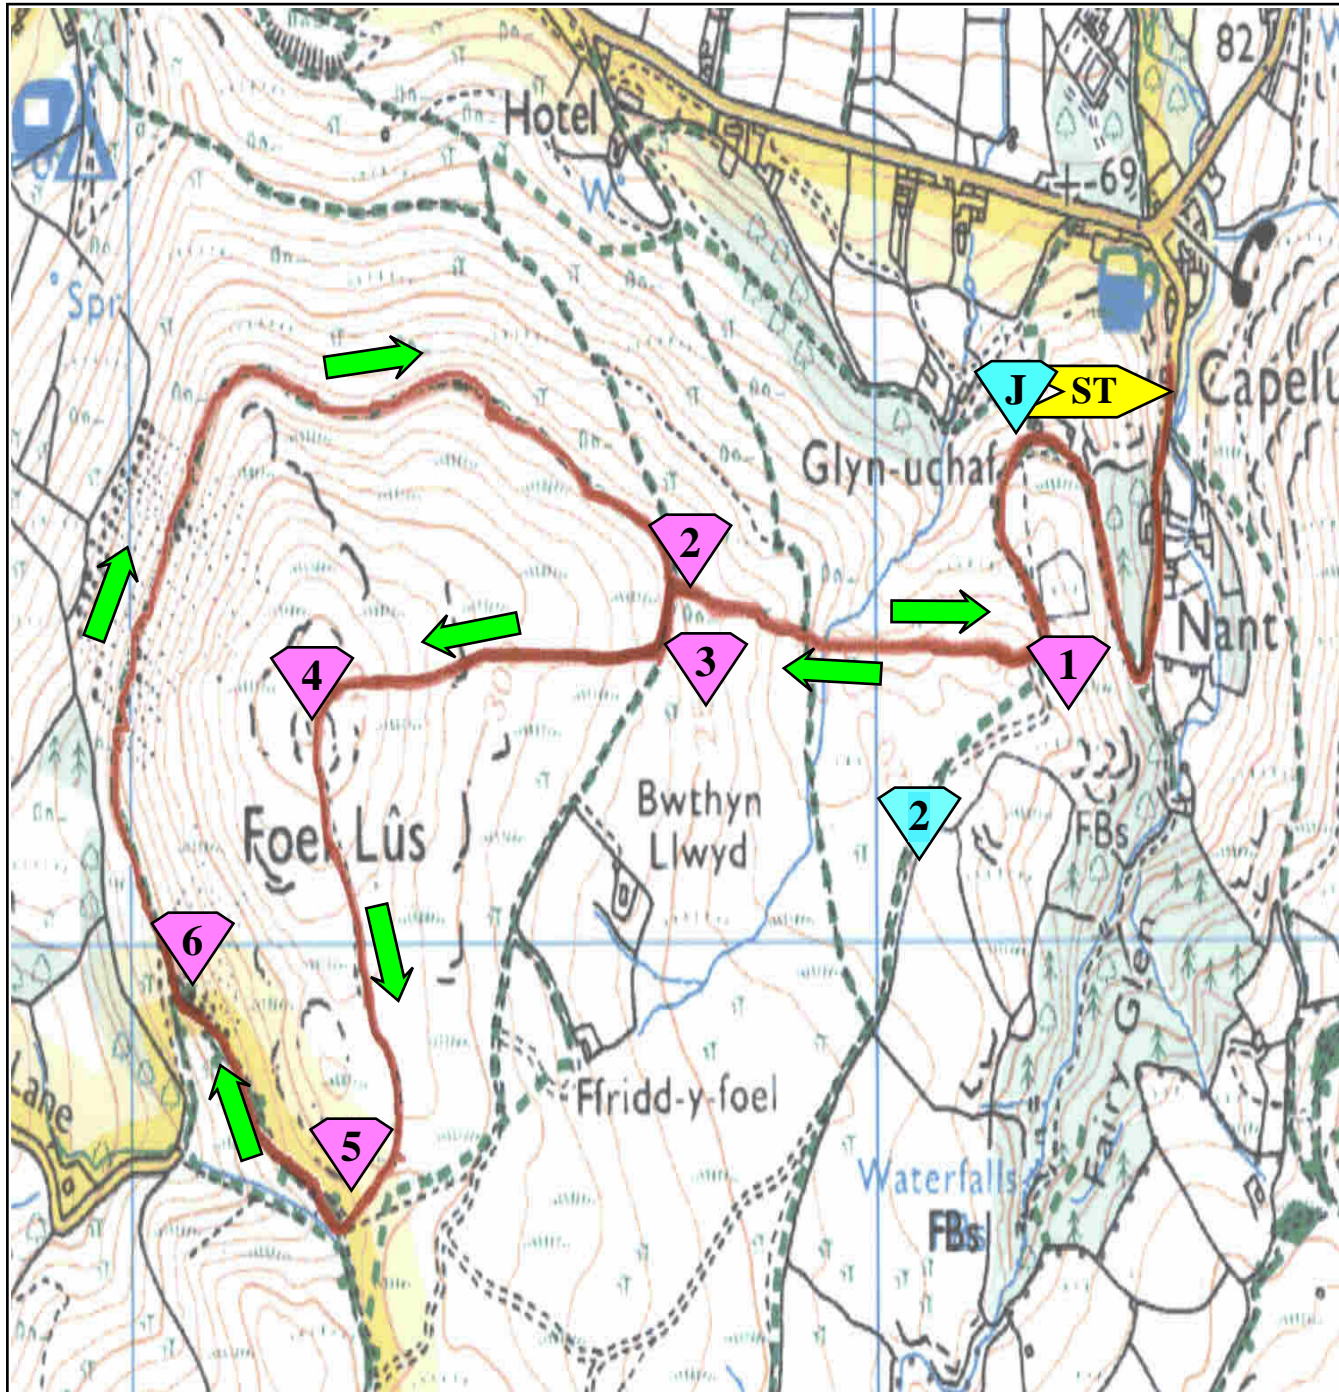 82
Hotel
W
69
Spr
J
ST
Capelu
Glyn-uchaf
2
3
1
Nant
4
Bwthyn
Llwyd
2
FBs
Foel Lûs
6
Fairy Glen
Lane
Ffridd-y-foel
5
Waterfalls
FBs